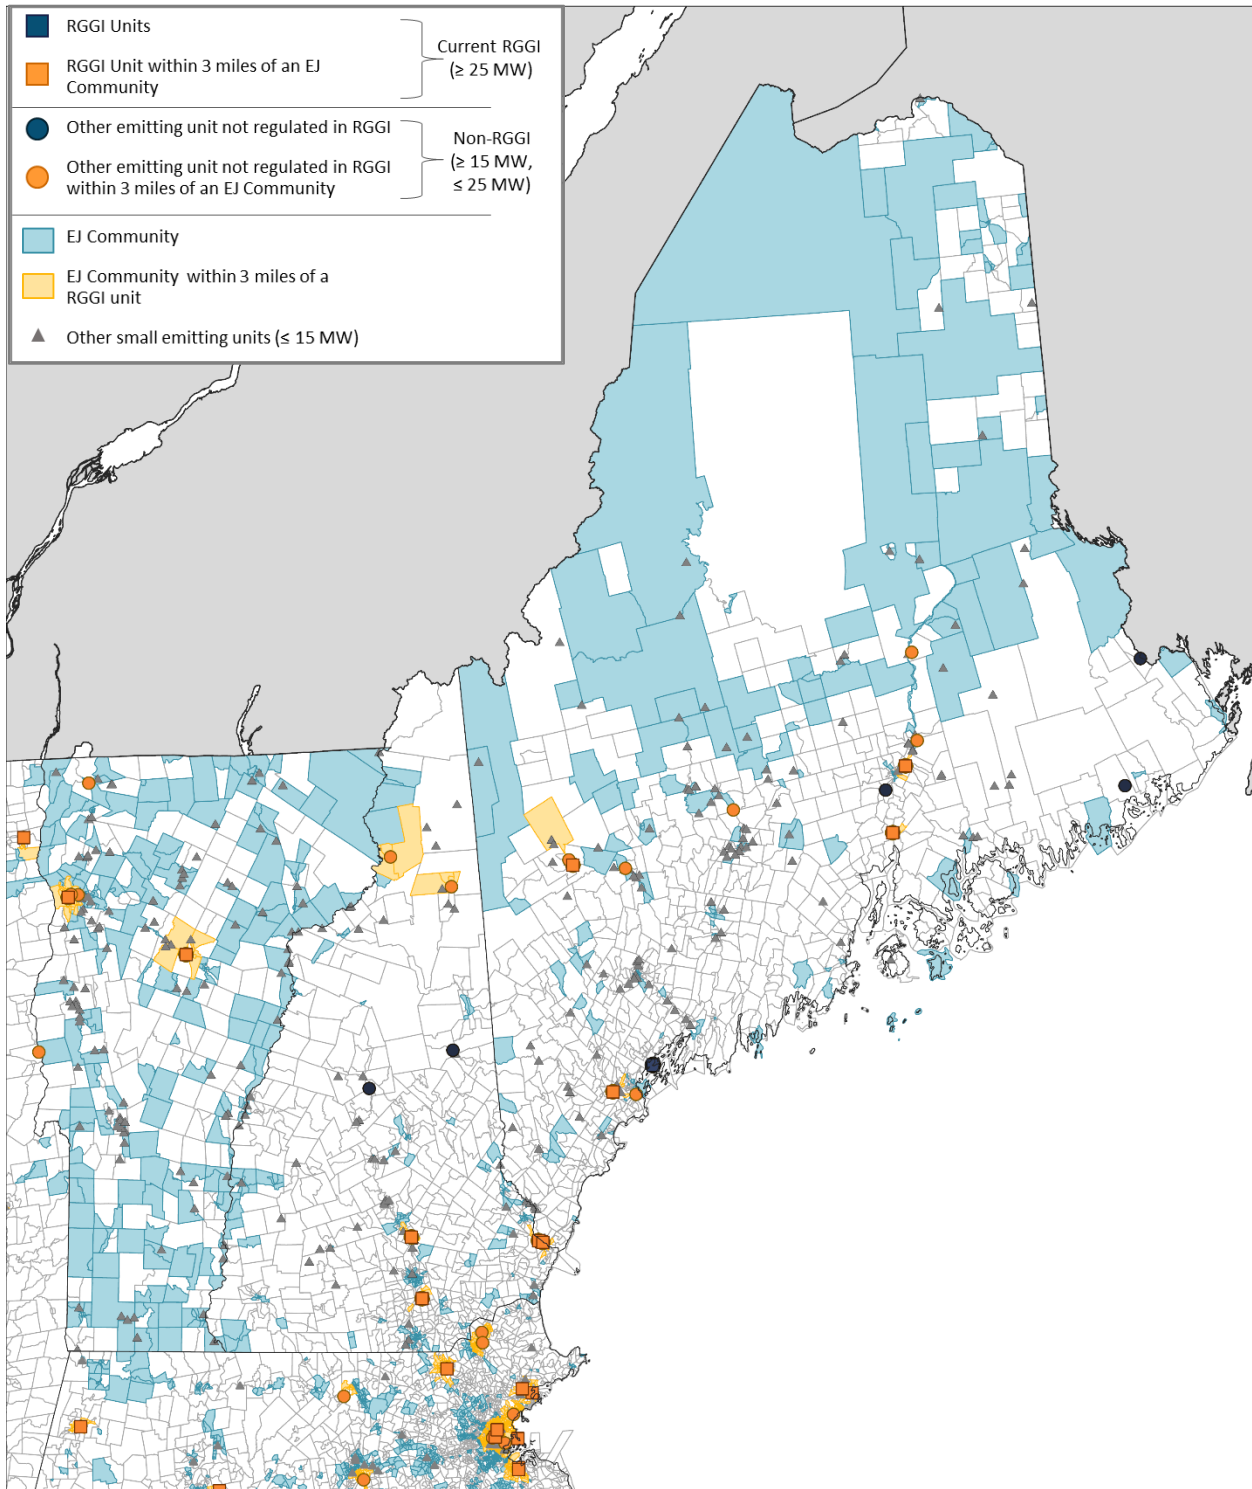 RGGI Units
RGGI Unit within 3 miles of an EJ
Community
Current RGGI
(≥ 25 MW)
Other emitting unit not regulated in RGGI
Other emitting unit not regulated in RGGI
within 3 miles of an EJ Community
Non-RGGI
(≥ 15 MW,
≤ 25 MW)
EJ Community
EJ Community within 3 miles of a
RGGI unit
Other small emitting units (≤ 15 MW)